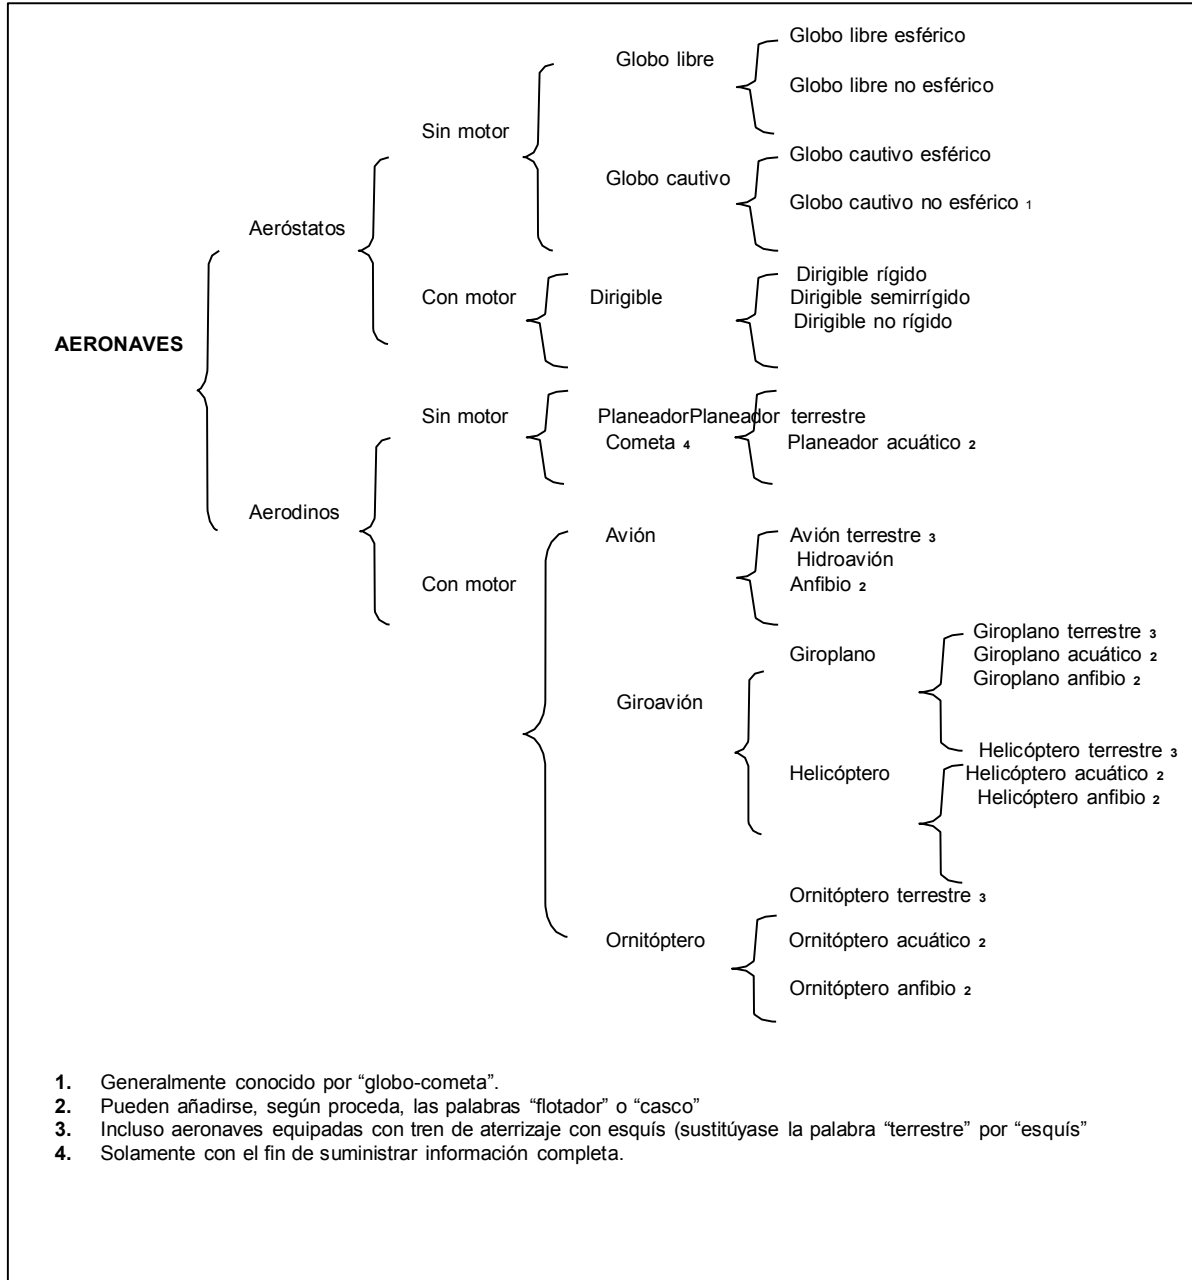 Globo libre esférico
Globo libre
Globo libre no esférico
Sin motor
Globo cautivo esférico
Globo cautivo
Globo cautivo no esférico 1
Aeróstatos
Dirigible rígido
Con motor Dirigible Dirigible semirrígido
Dirigible no rígido
AERONAVES
Sin motor PlaneadorPlaneador terrestre
Cometa 4 Planeador acuático 2
Aerodinos
Avión Avión terrestre 3
Hidroavión
Con motor Anfibio 2
Giroplano terrestre 3
Giroplano Giroplano acuático 2
Giroplano anfibio 2
Giroavión
Helicóptero terrestre 3
Helicóptero Helicóptero acuático 2
Helicóptero anfibio 2
Ornitóptero terrestre 3
Ornitóptero Ornitóptero acuático 2
Ornitóptero anfibio 2
1. Generalmente conocido por “globo-cometa”.
2. Pueden añadirse, según proceda, las palabras “flotador” o “casco”
3. Incluso aeronaves equipadas con tren de aterrizaje con esquís (sustitúyase la palabra “terrestre” por “esquís”
4. Solamente con el fin de suministrar información completa.